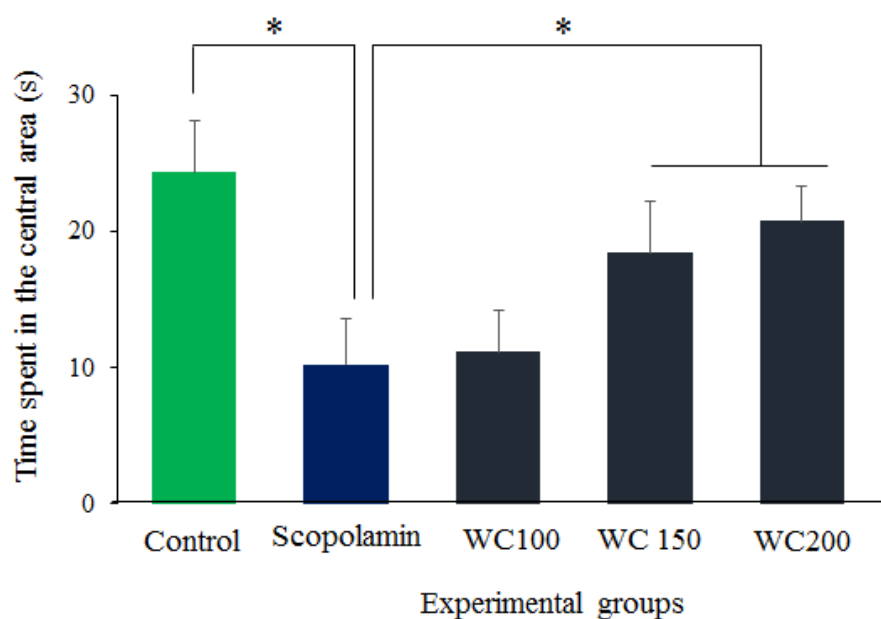 * *
Time spent in the central area (s)
30
20
10
0
Control Scopolamin WC100 WC 150 WC200
Experimental groups